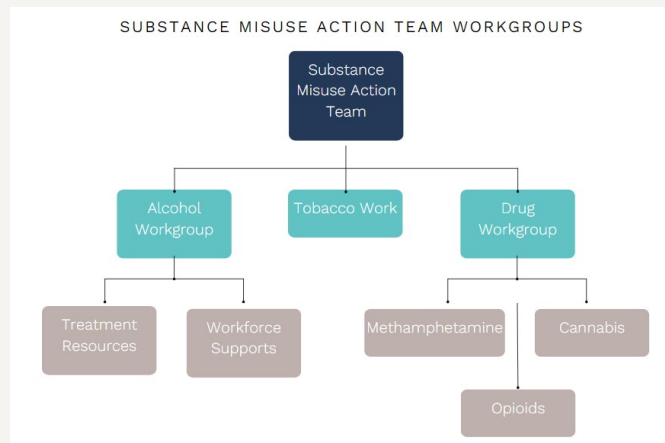 SUBSTANCE MISUSE ACTION TEAM WORKGROUPS
Substance
Misuse Action
Team
Alcohol
Workgroup
Tobacco Work
Drug
Workgroup
Treatment
Resources
Workforce
Supports
Methamphetamine
Cannabis
Opioids